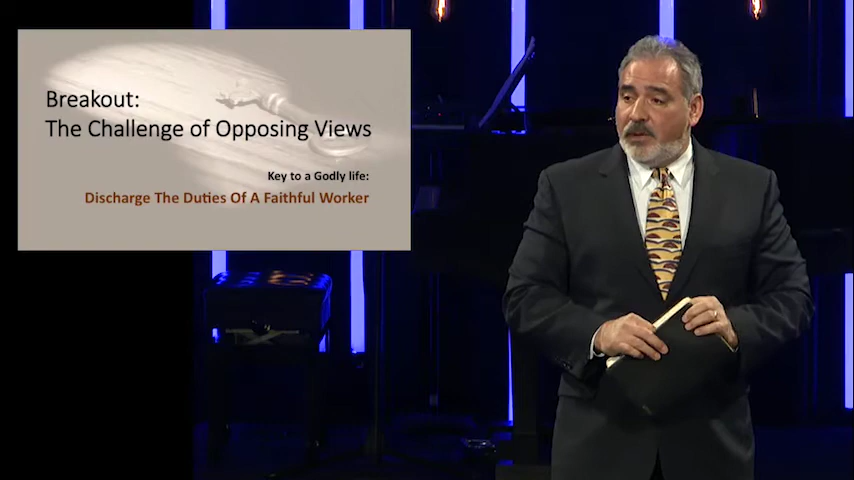 Breakout:
The Challenge of Opposing Views
Key to a Godly life:
Discharge The Duties Of A Faithful Worker